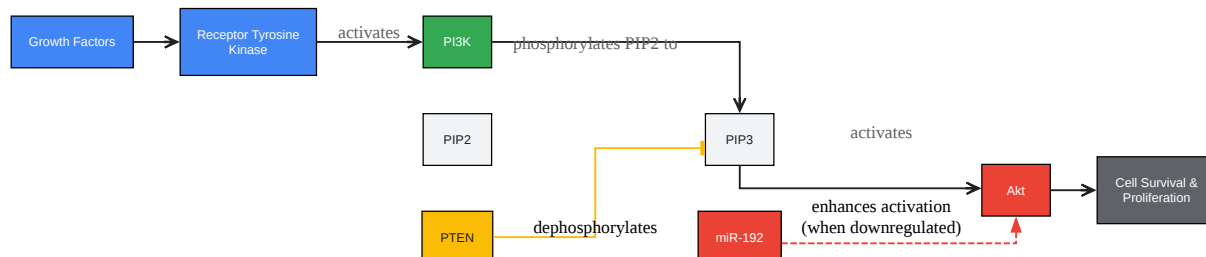 Growth Factors
Receptor Tyrosine
Kinase
activates
PI3K
phosphorylates PIP2 to
PIP2
PIP3
activates
Akt
Cell Survival &
Proliferation
PTEN
dephosphorylates
miR-192
enhances activation
(when downregulated)